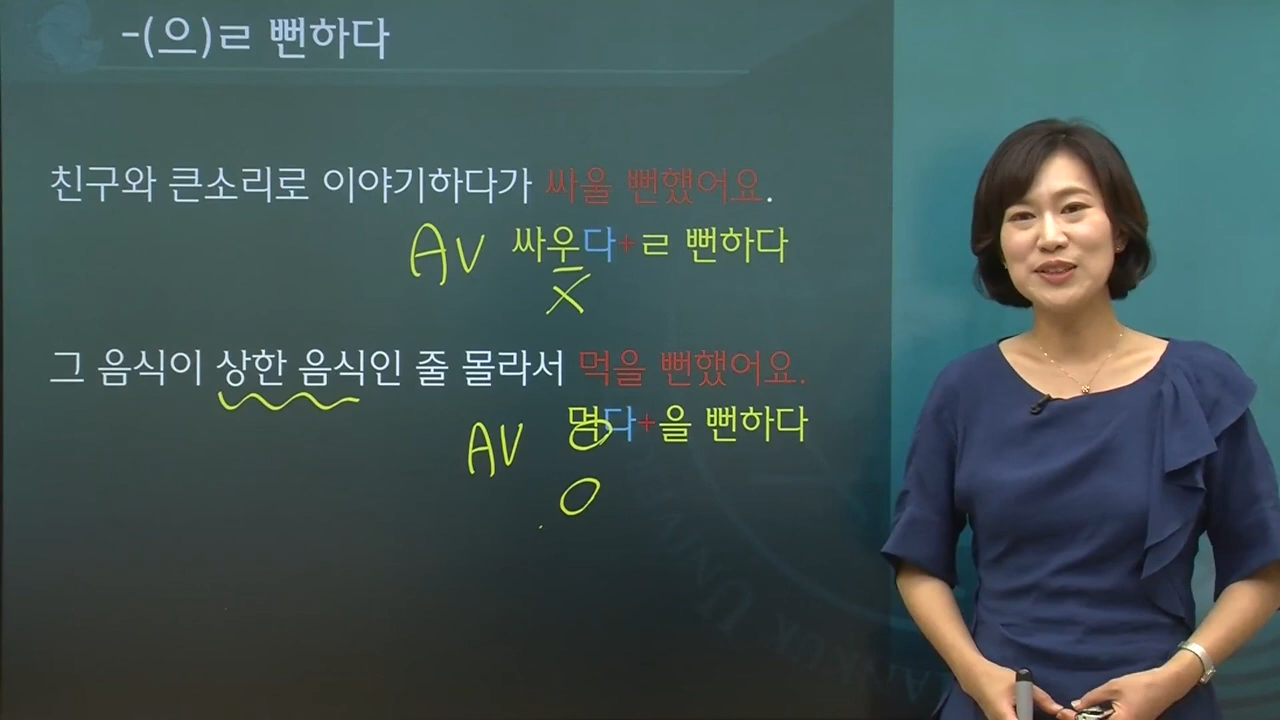 -(으)ㄹ 뻔하다
친구와 큰소리로 이야기하다가 싸울 뻔했어요.
AV 싸우다+ㄹ 뻔하다
X
그 음식이 상한 음식인 줄 몰라서 먹을 뻔했어요.
AV 먹다+을 뻔하다
O